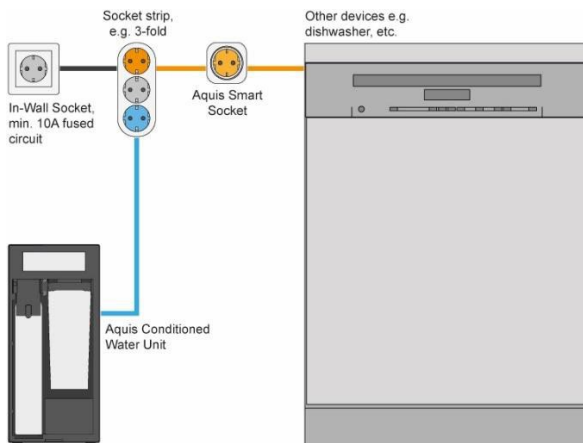 Socket strip,
e.g. 3-fold
Other devices e.g.
dishwasher, etc.
In-Wall Socket,
min. 10A fused
circuit
Aquis Smart
Socket
Aquis Conditioned
Water Unit